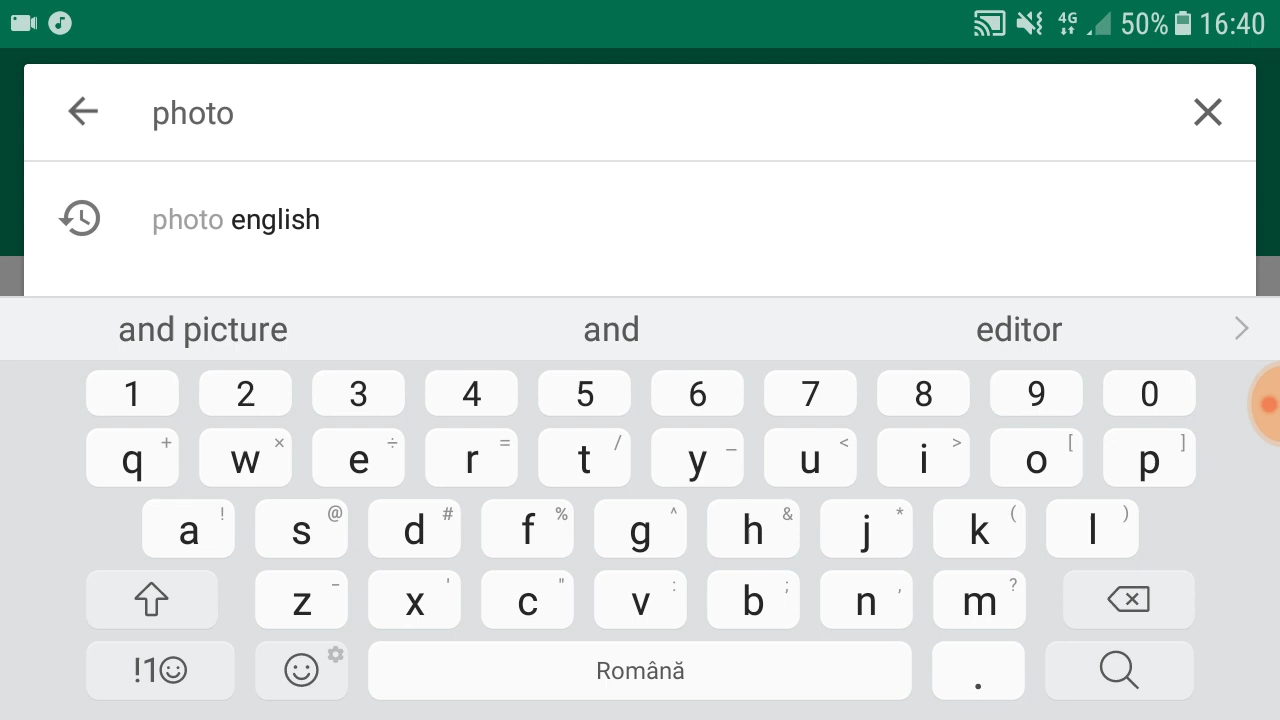 4G 50% 16:40
photo
photo english
and picture and editor
1 2 3 4 5 6 7 8 9 0
q + w × e ÷ r = t / y _ u < i > o [ p ]
a ! s @ d # f % g ^ h & j * k ( l )
z - x ' c " v : b ; n , m ?
!1☺ Română .